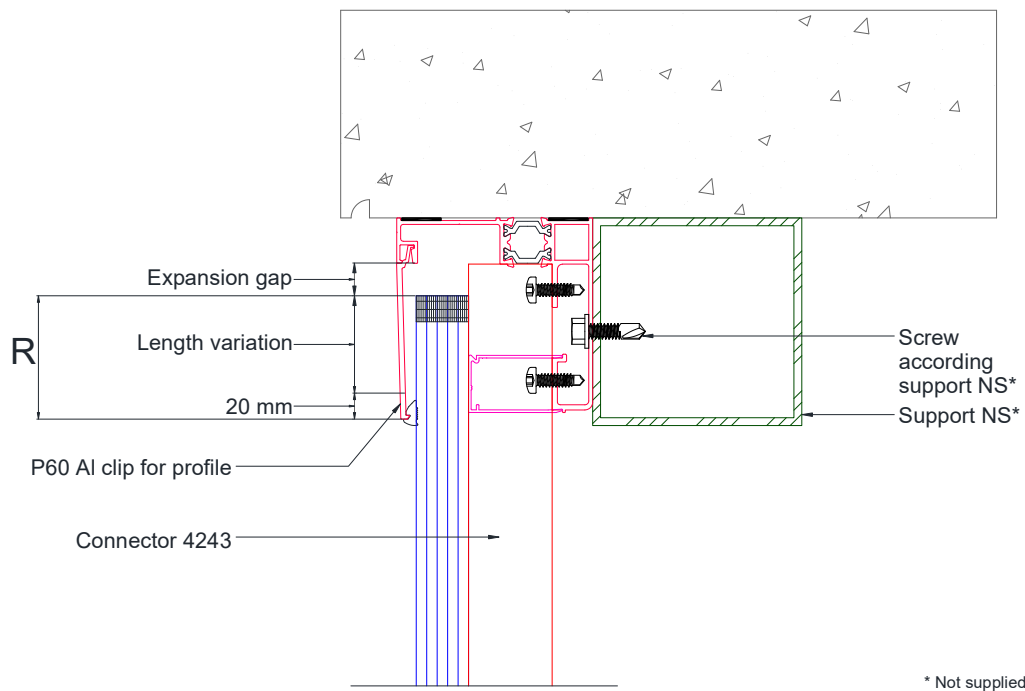 Expansion gap
Length variation
R
20 mm
P60 Al clip for profile
Connector 4243
Screw
according
support NS*
Support NS*
* Not supplied